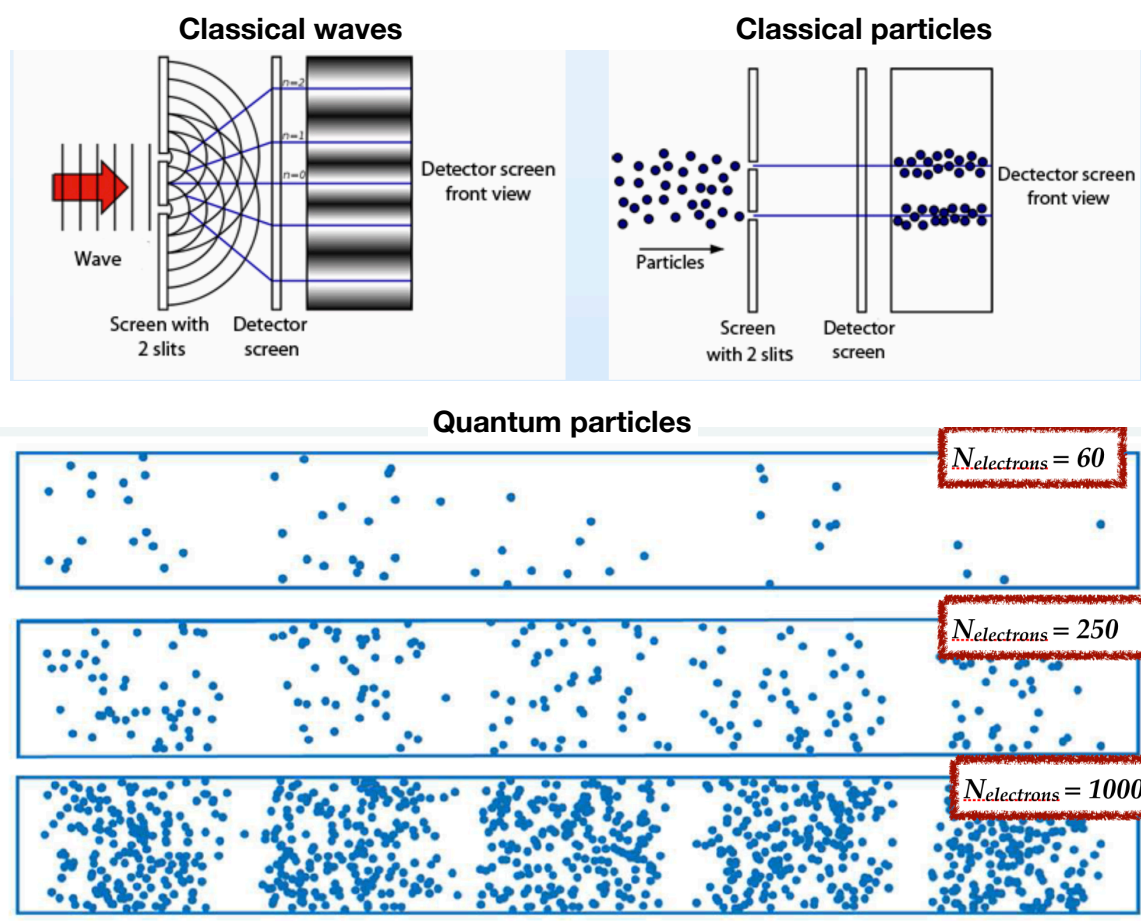 Classical waves
n=2
n=1
n=0
Wave
Screen with
2 slits
Detector
screen
Detector screen
front view
Classical particles
Particles
Screen
with 2 slits
Detector
screen
Dectector screen
front view
Quantum particles
Nelectrons = 60
Nelectrons = 250
Nelectrons = 1000